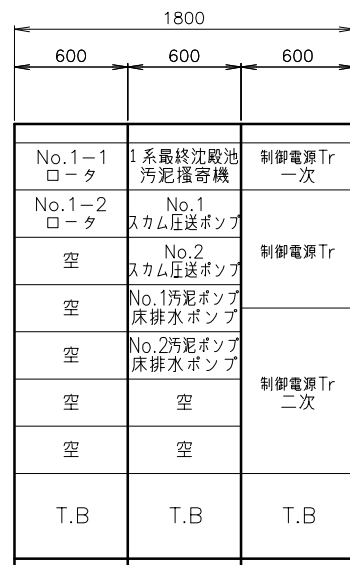 1800
600
600
600
No.1-1
ロータ
1系最終沈殿池
汚泥掻寄機
制御電源Tr
一次
No.1-2
ロータ
No.1
スカム圧送ポンプ
制御電源Tr
空
No.2
スカム圧送ポンプ
空
No.1汚泥ポンプ
床排水ポンプ
空
No.2汚泥ポンプ
床排水ポンプ
制御電源Tr
二次
空
空
空
空
T.B
T.B
T.B